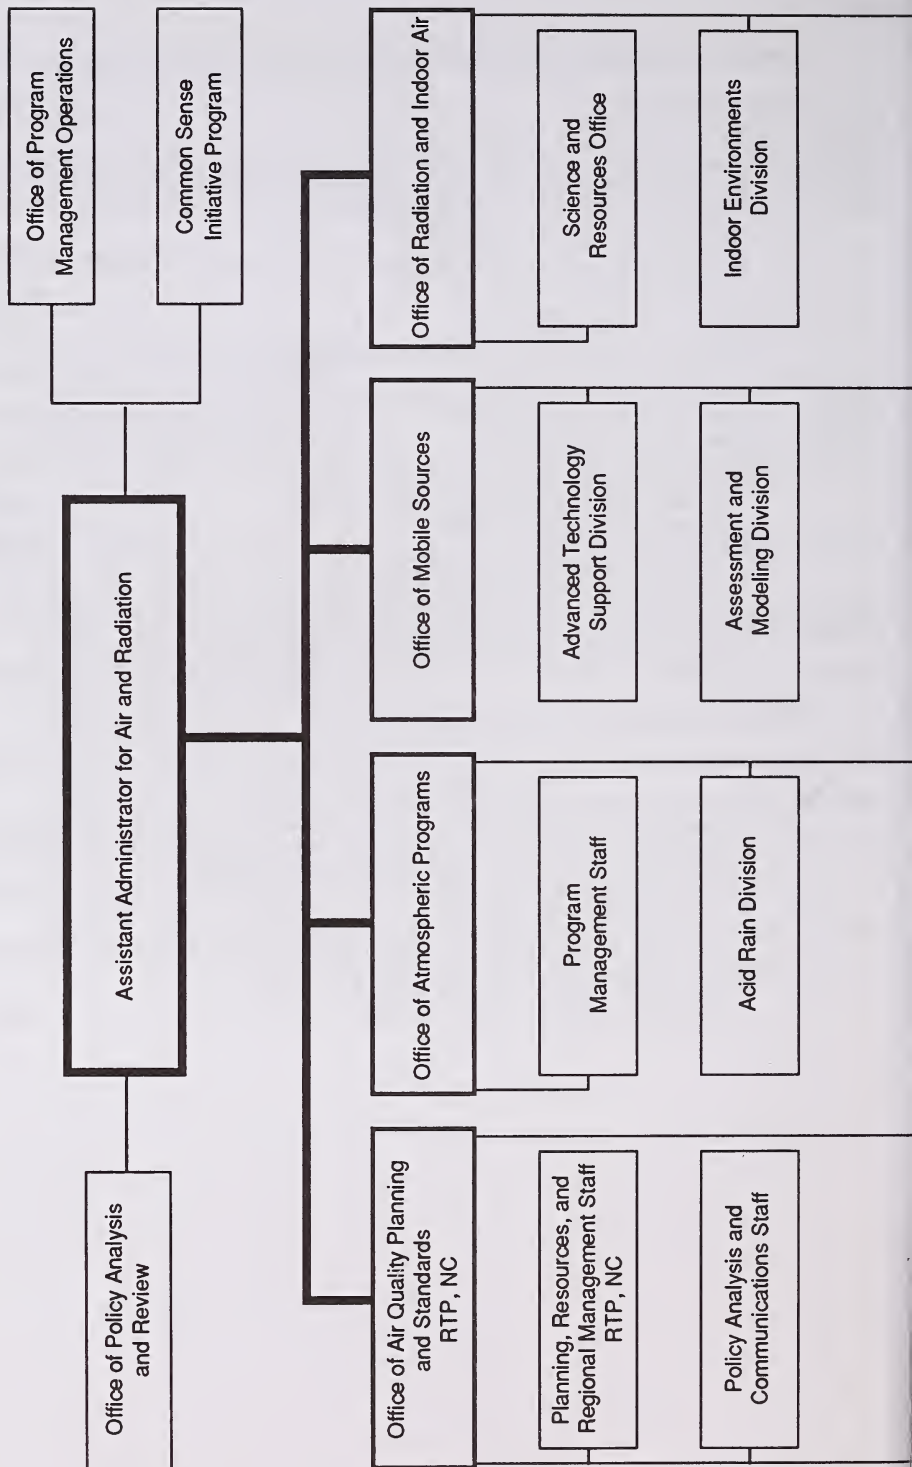 Assistant Administrator for Air and Radiation
Office of Policy Analysis
and Review
Office of Program
Management Operations
Common Sense
Initiative Program
Office of Air Quality Planning
and Standards
RTP, NC
Planning, Resources, and
Regional Management Staff
RTP, NC
Policy Analysis and
Communications Staff
Office of Atmospheric Programs
Program
Management Staff
Acid Rain Division
Office of Mobile Sources
Advanced Technology
Support Division
Assessment and
Modeling Division
Office of Radiation and Indoor Air
Science and
Resources Office
Indoor Environments
Division